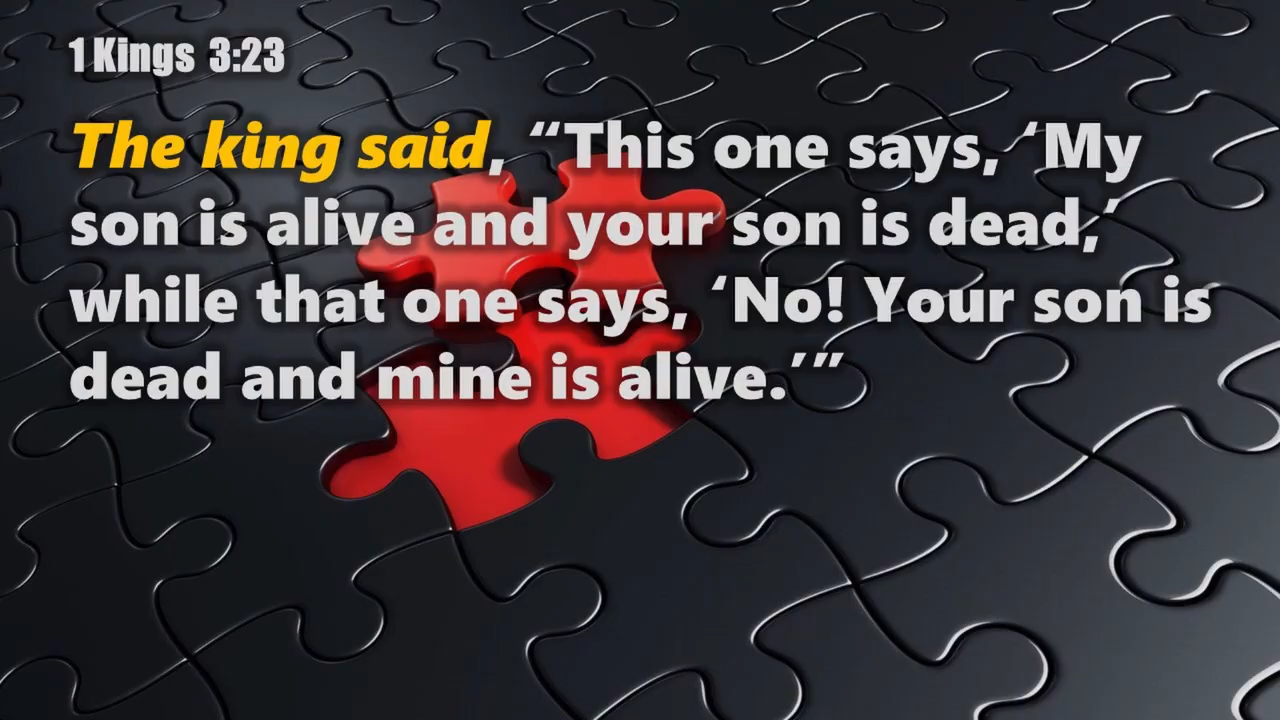 1 Kings 3:23
The king said, “This one says, ‘My
son is alive and your son is dead,’
while that one says, ‘No! Your son is
dead and mine is alive.’”